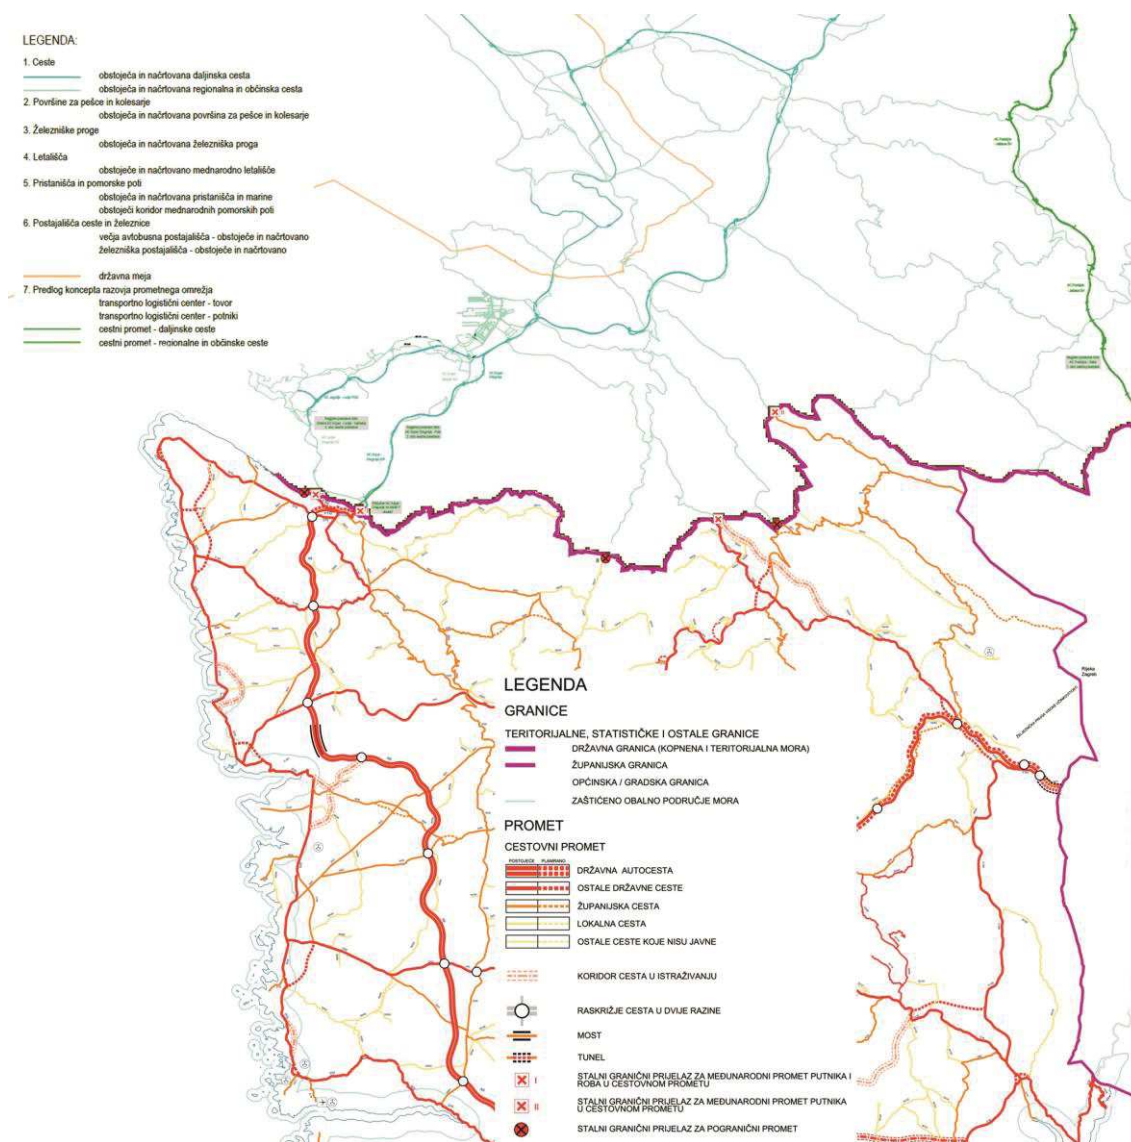 LEGENDA:
1. Ceste
obstoječa in načrtovana daljinska cesta
obstoječa in načrtovana regionalna in občinska cesta
2. Površine za pešce in kolesarje
obstoječa in načrtovana površina za pešce in kolesarje
3. Železniške proge
obstoječa in načrtovana železniška proga
4. Letališča
obstoječe in načrtovano mednarodno letališče
5. Pristanišča in pomorske poti
obstoječa in načrtovana pristanišča in marine
obstoječi koridor mednarodnih pomorskih poti
6. Postajališča ceste in železnice
večja avtobusna postajališča - obstoječe in načrtovano
železniška postajališča - obstoječe in načrtovano
državna meja
7. Predlog koncepta razovja prometnega omrežja
transportno logistični center - tovor
transportno logistični center - potniki
cestni promet - daljinske ceste
cestni promet - regionalne in občinske ceste
Rijeka
Zagreb
LEGENDA
GRANICE
TERITORIJALNE, STATISTIČKE I OSTALE GRANICE
DRŽAVNA GRANICA (KOPNENA I TERITORIJALNA MORA)
ŽUPANIJSKA GRANICA
OPĆINSKA / GRADSKA GRANICA
ZAŠTIĆENO OBALNO PODRUČJE MORA
PROMET
CESTOVNI PROMET
POSTOJEĆE PLANIRANO
DRŽAVNA AUTOCESTA
OSTALE DRŽAVNE CESTE
ŽUPANIJSKA CESTA
LOKALNA CESTA
OSTALE CESTE KOJE NISU JAVNE
KORIDOR CESTA U ISTRAŽIVANJU
RASKRIŽJE CESTA U DVIJE RAZINE
MOST
TUNEL
I STALNI GRANIČNI PRIJELAZ ZA MEĐUNARODNI PROMET PUTNIKA I
ROBA U CESTOVNOM PROMETU
II STALNI GRANIČNI PRIJELAZ ZA MEĐUNARODNI PROMET PUTNIKA
U CESTOVNOM PROMETU
STALNI GRANIČNI PRIJELAZ ZA POGRANIČNI PROMET